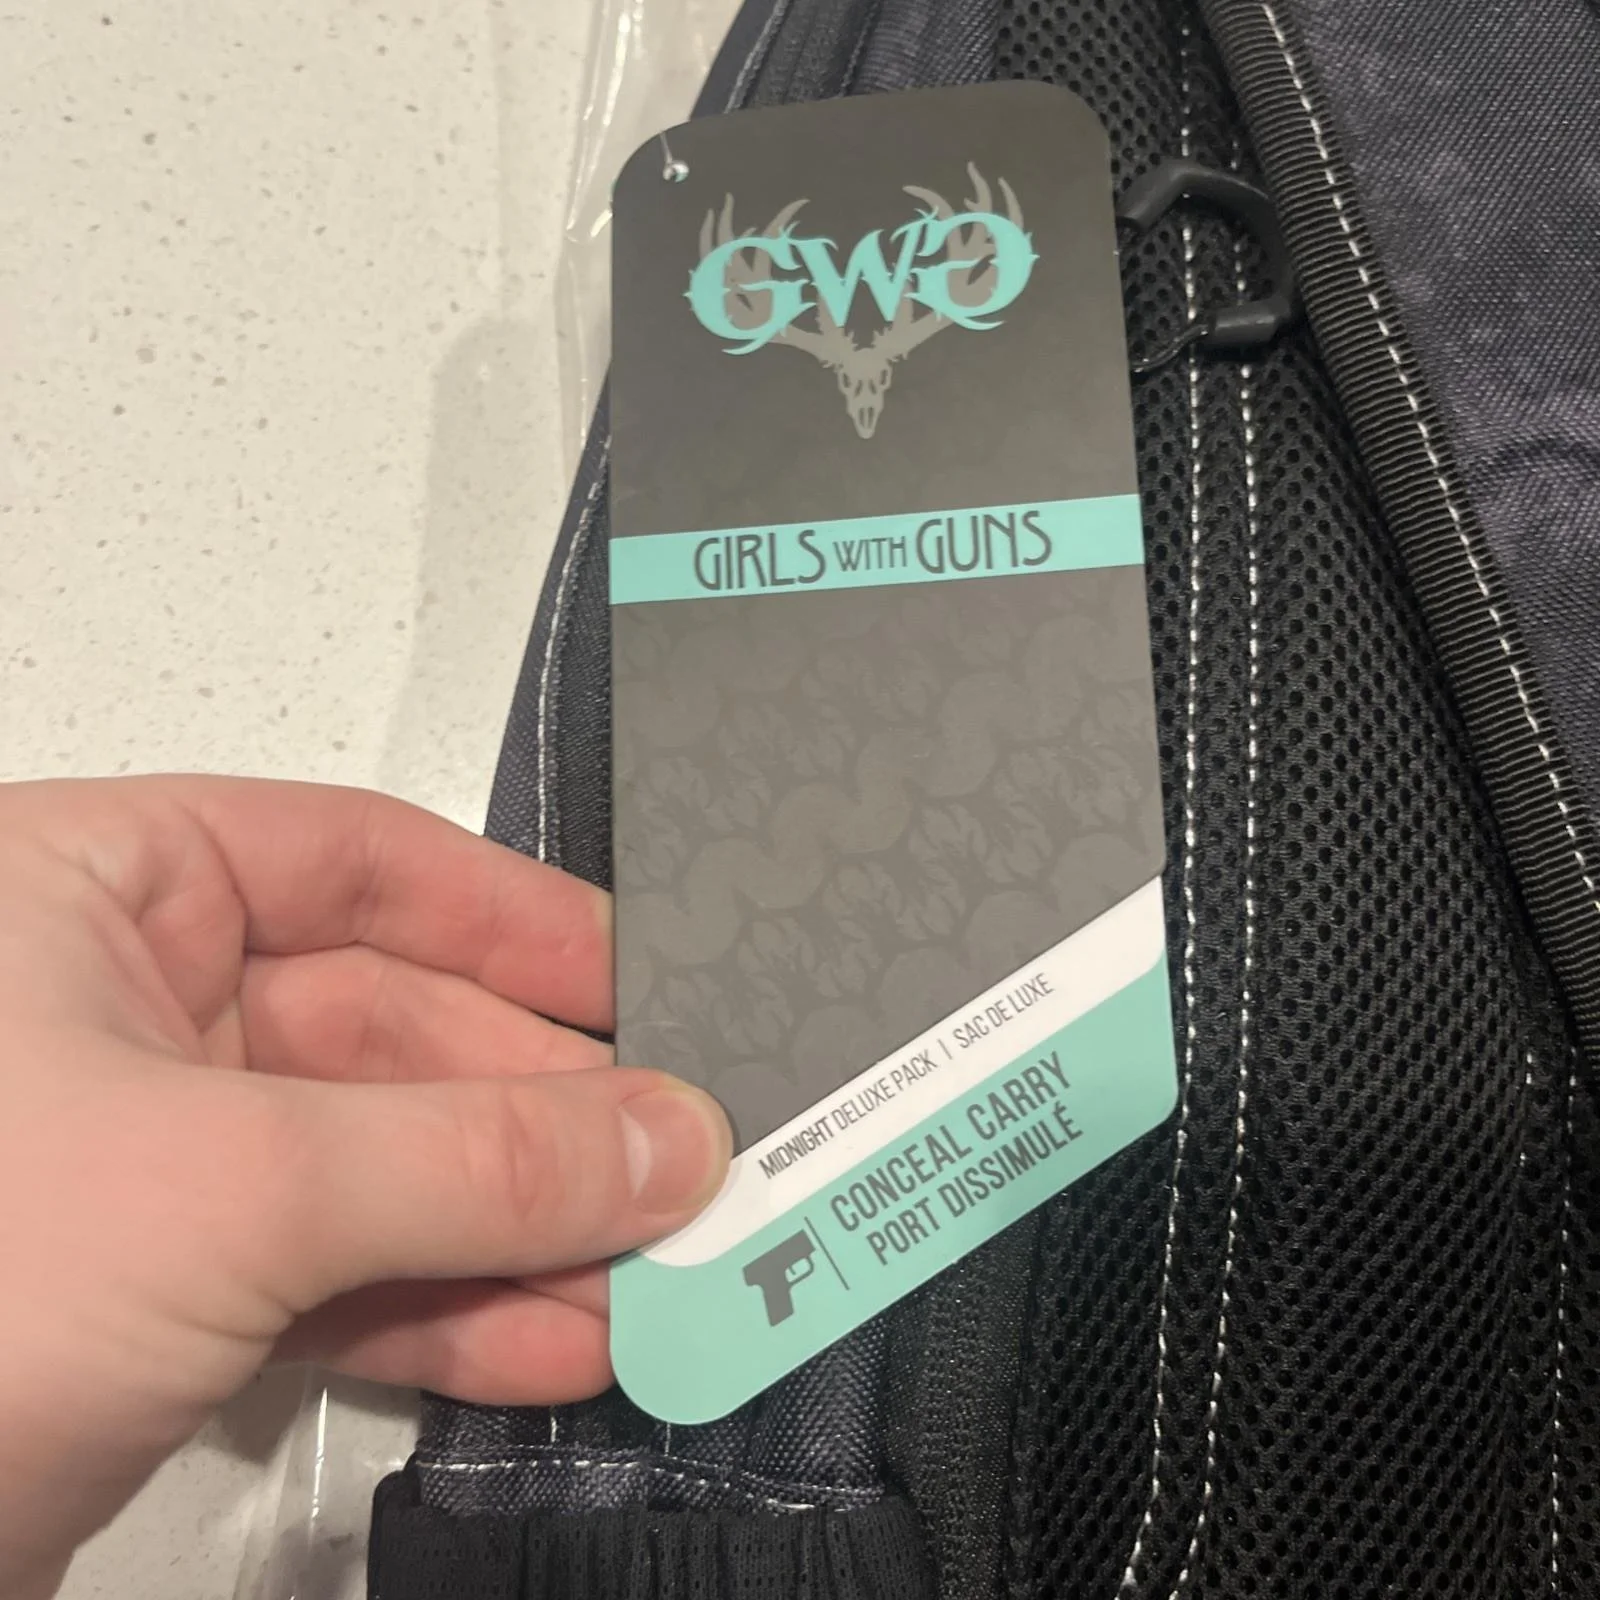 GWG
GIRLS WITH GUNS
MIDNIGHT DELUXE PACK | SAC DE LUXE
CONCEAL CARRY
PORT DISSIMULÉ